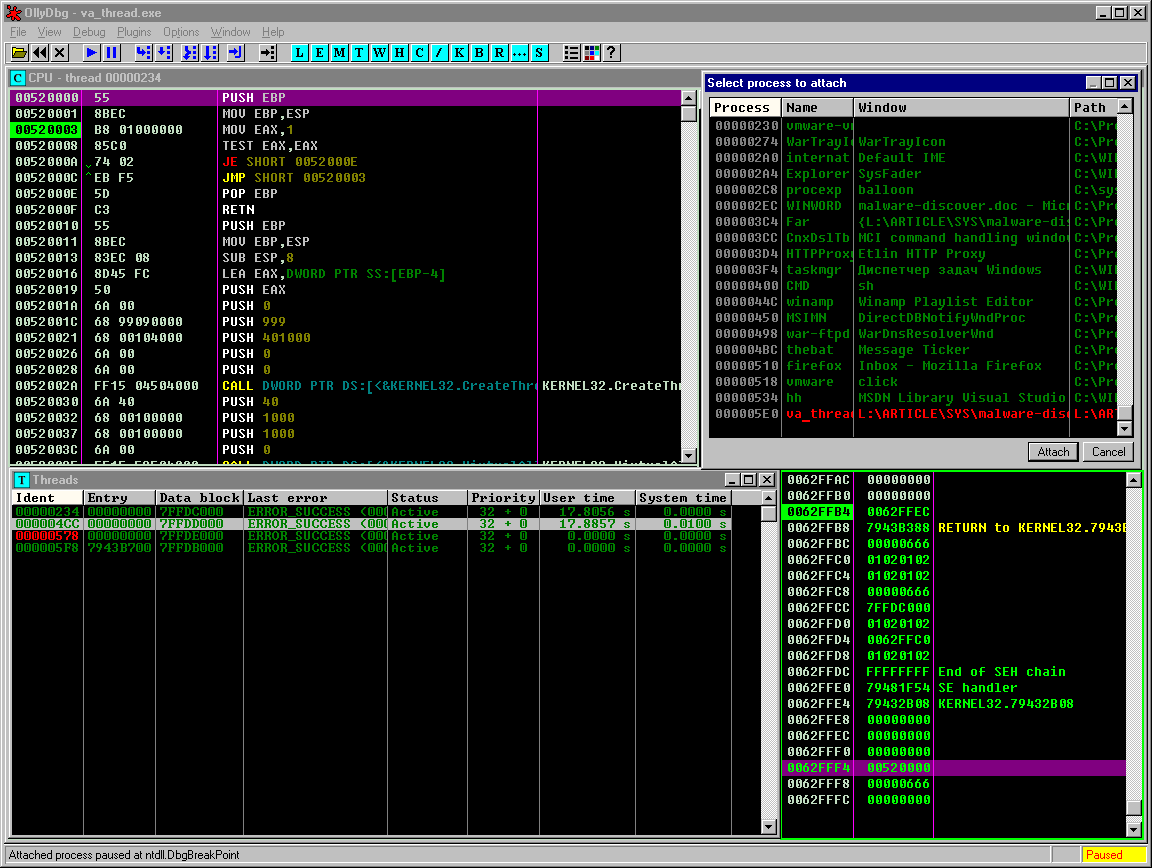 OllyDbg - va_thread.exe
File View Debug Plugins Options Window Help
L E M T W H C / K B R ... S ?
C CPU - thread 00000234
00520000 55 PUSH EBP
00520001 8BEC MOV EBP,ESP
00520003 B8 01000000 MOV EAX,1
00520008 85C0 TEST EAX,EAX
0052000A 74 02 JE SHORT 0052000E
0052000C ^ EB F5 JMP SHORT 00520003
0052000E 5D POP EBP
0052000F C3 RETN
00520010 55 PUSH EBP
00520011 8BEC MOV EBP,ESP
00520013 83EC 08 SUB ESP,8
00520016 8D45 FC LEA EAX,DWORD PTR SS:[EBP-4]
00520019 50 PUSH EAX
0052001A 6A 00 PUSH 0
0052001C 68 99090000 PUSH 999
00520021 68 00104000 PUSH 401000
00520026 6A 00 PUSH 0
00520028 6A 00 PUSH 0
0052002A FF15 04504000 CALL DWORD PTR DS:[<&KERNEL32.CreateThre KERNEL32.CreateThr
00520030 6A 40 PUSH 40
00520032 68 00100000 PUSH 1000
00520037 68 00100000 PUSH 1000
0052003C 6A 00 PUSH 0
Select process to attach
Process Name Window Path
00000230 vmware-v C:\Pr
00000274 WarTrayI WarTrayIcon C:\Pr
000002A0 internat Default IME C:\WI
000002A4 Explorer SysFader C:\WI
000002C8 procexp balloon C:\sy
000002EC WINWORD malware-discover.doc - Mic C:\Pr
000003C4 Far {L:\ARTICLE\SYS\malware-di C:\Pr
000003CC CnxDslTb MCI command handling windo C:\WI
000003D4 HTTPProx Etlin HTTP Proxy C:\Pr
000003F4 taskmgr Диспетчер задач Windows C:\WI
00000400 CMD sh C:\WI
0000044C winamp Winamp Playlist Editor C:\Pr
00000450 MSIMN DirectDBNotifyWndProc C:\Pr
00000498 war-ftpd WarDnsResolverWnd C:\Pr
000004BC thebat Message Ticker C:\Pr
00000510 firefox Inbox - Mozilla Firefox C:\Pr
00000518 vmware click C:\Pr
00000534 hh MSDN Library Visual Studio C:\WI
000005E0 va_threa L:\ARTICLE\SYS\malware-dis L:\AR
Attach Cancel
T Threads
Ident Entry Data block Last error Status Priority User time System time
00000234 00000000 7FFDC000 ERROR_SUCCESS (000 Active 32 + 0 17.8056 s 0.0000 s
000004CC 00000000 7FFDD000 ERROR_SUCCESS (000 Active 32 + 0 17.8857 s 0.0100 s
00000578 00000000 7FFDE000 ERROR_SUCCESS (000 Active 32 + 0 0.0000 s 0.0000 s
000005F8 7943B700 7FFDB000 ERROR_SUCCESS (000 Active 32 + 0 0.0000 s 0.0000 s
0062FFAC 00000000
0062FFB0 00000000
0062FFB4 0062FFEC
0062FFB8 7943B388 RETURN to KERNEL32.7943B
0062FFBC 00000666
0062FFC0 01020102
0062FFC4 01020102
0062FFC8 00000666
0062FFCC 7FFDC000
0062FFD0 01020102
0062FFD4 0062FFC0
0062FFD8 01020102
0062FFDC FFFFFFFF End of SEH chain
0062FFE0 79481F54 SE handler
0062FFE4 79432B08 KERNEL32.79432B08
0062FFE8 00000000
0062FFEC 00000000
0062FFF0 00000000
0062FFF4 00520000
0062FFF8 00000666
0062FFFC 00000000
Attached process paused at ntdll.DbgBreakPoint
Paused